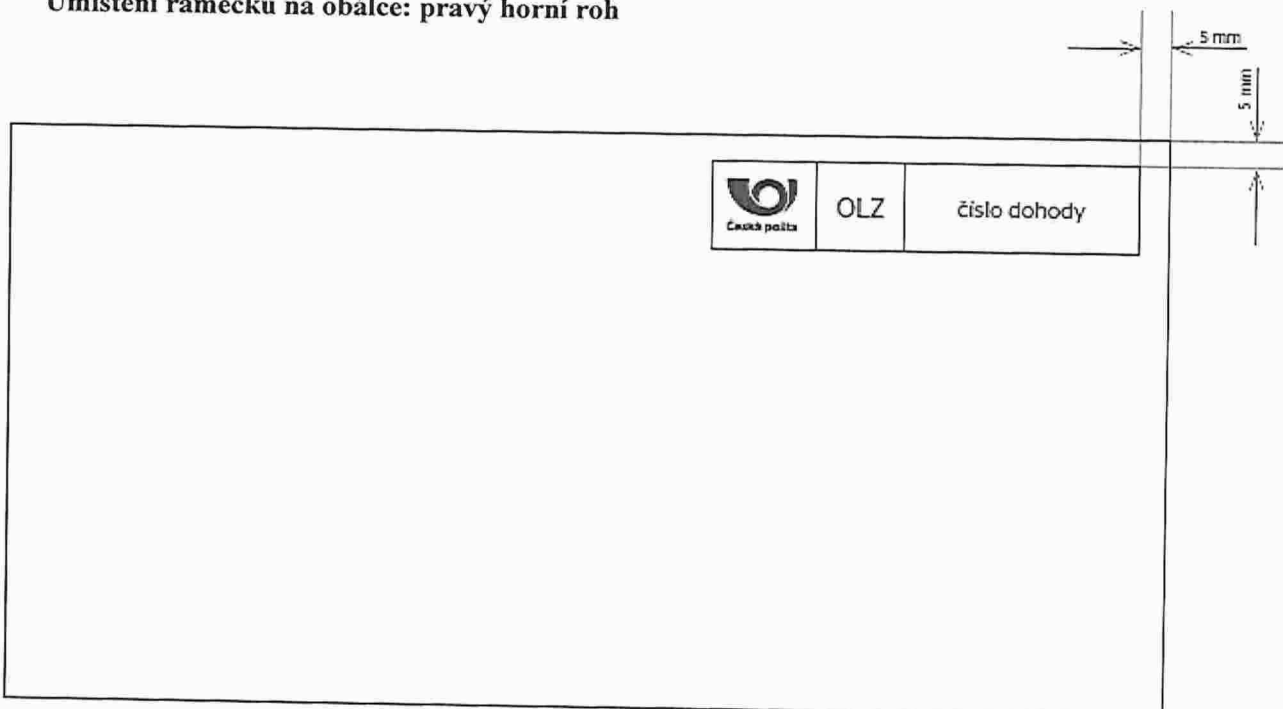 Umístění rámečku na obálce: pravý horní roh
5 mm
5 mm
Česká pošta
OLZ
číslo dohody